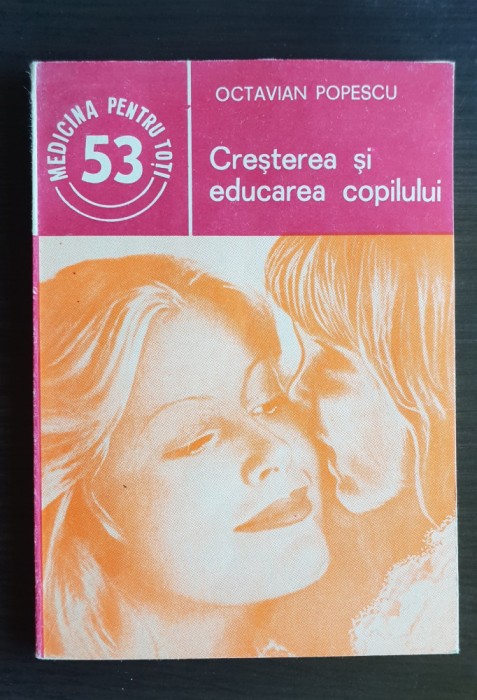 MEDICINA PENTRU TOȚI
53
OCTAVIAN POPESCU
Creșterea și
educarea copilului